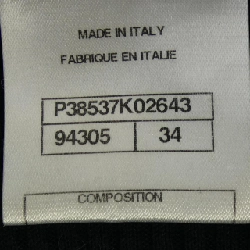 MADE IN ITALY
FABRIQUE EN ITALIE
P38537K02643
94305 34
COMPOSITION